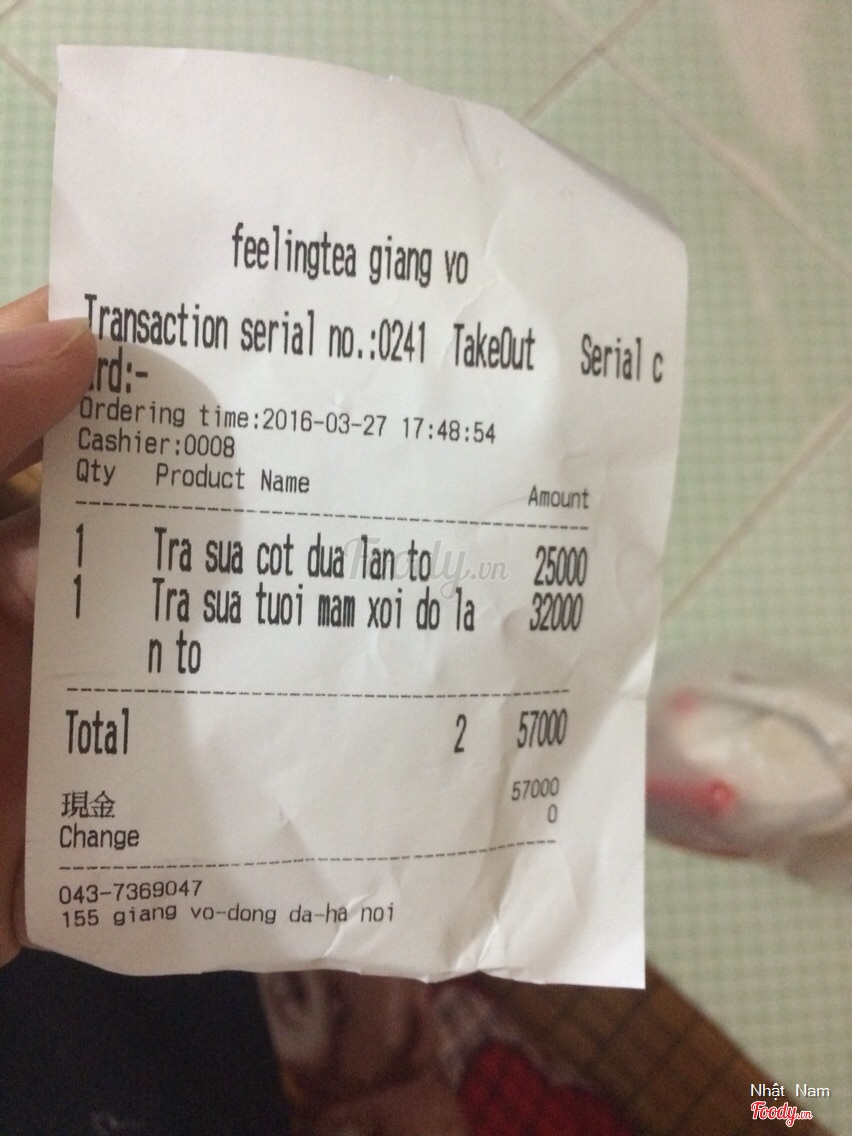 feelingtea giang vo
Transaction serial no.:0241 TakeOut Serial c
ard:-
Ordering time:2016-03-27 17:48:54
Cashier:0008
Qty Product Name Amount
1 Tra sua cot dua lan to 25000
1 Tra sua tuoi mam xoi do la 32000
n to
Total 2 57000
現金 57000
Change 0
043-7369047
155 giang vo-dong da-ha noi
Foody.vn
Nhật Nam
Foody.vn